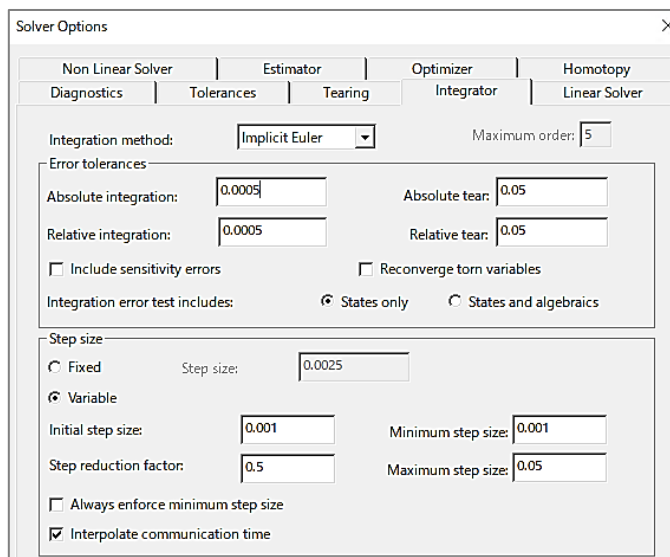 Solver Options
Non Linear Solver Estimator Optimizer Homotopy
Diagnostics Tolerances Tearing Integrator Linear Solver
Integration method: Implicit Euler Maximum order: 5
Error tolerances
Absolute integration: 0.0005 Absolute tear: 0.05
Relative integration: 0.0005 Relative tear: 0.05
Include sensitivity errors Reconverge torn variables
Integration error test includes: States only States and algebraics
Step size
Fixed Step size: 0.0025
Variable
Initial step size: 0.001 Minimum step size: 0.001
Step reduction factor: 0.5 Maximum step size: 0.05
Always enforce minimum step size
Interpolate communication time